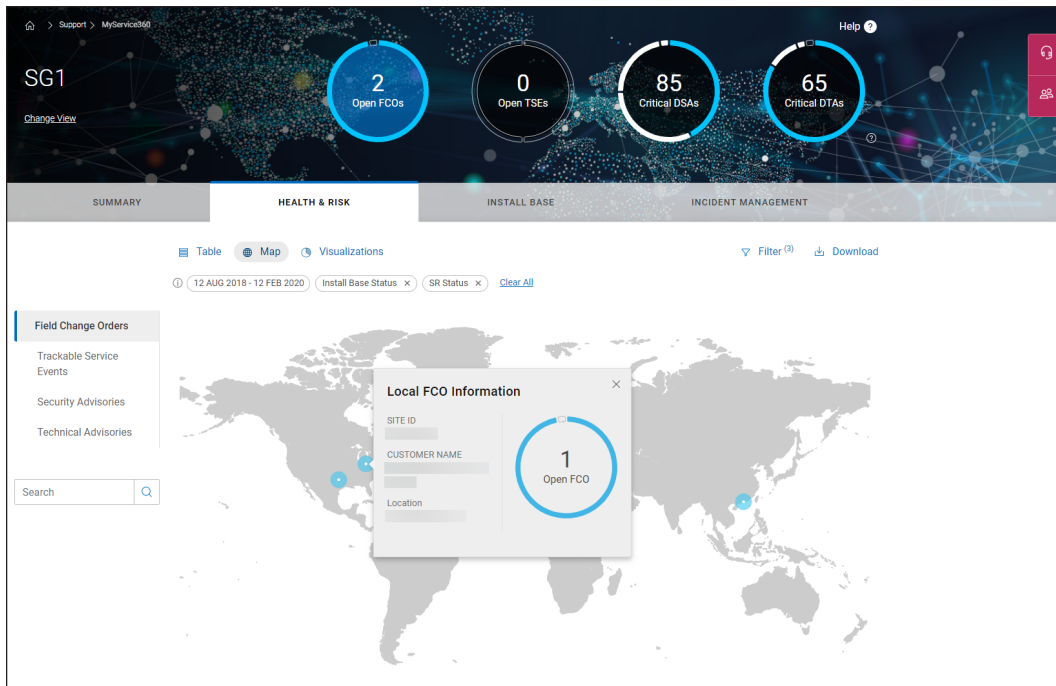 Support > MyService360
Help ?
SG1
Change View
2
Open FCOs
0
Open TSEs
85
Critical DSAs
65
Critical DTAs
?
SUMMARY
HEALTH & RISK
INSTALL BASE
INCIDENT MANAGEMENT
Table
Map
Visualizations
Filter (3)
Download
12 AUG 2018 - 12 FEB 2020
Install Base Status ×
SR Status ×
Clear All
Field Change Orders
Trackable Service
Events
Security Advisories
Technical Advisories
Search
Local FCO Information
SITE ID
CUSTOMER NAME
Location
1
Open FCO